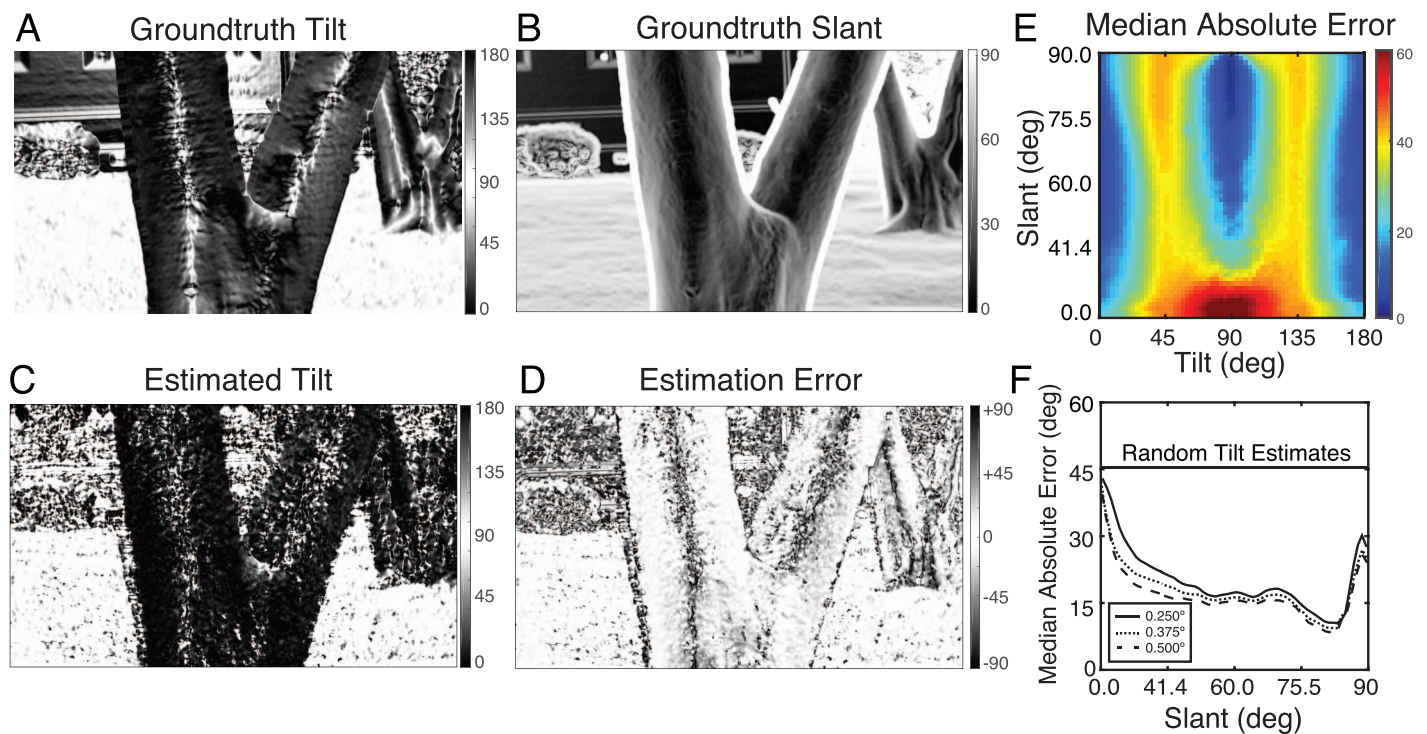 A
Groundtruth Tilt
180
135
90
45
0
B
Groundtruth Slant
90
60
30
0
E
Median Absolute Error
90.0
75.5
60.0
41.4
0.0
Slant (deg)
0
45
90
135
180
Tilt (deg)
60
40
20
0
C
Estimated Tilt
180
135
90
45
0
D
Estimation Error
+90
+45
0
-45
-90
F
Median Absolute Error (deg)
60
45
30
15
0
Random Tilt Estimates
0.250º
0.375º
0.500º
0.0
41.4
60.0
75.5
90
Slant (deg)